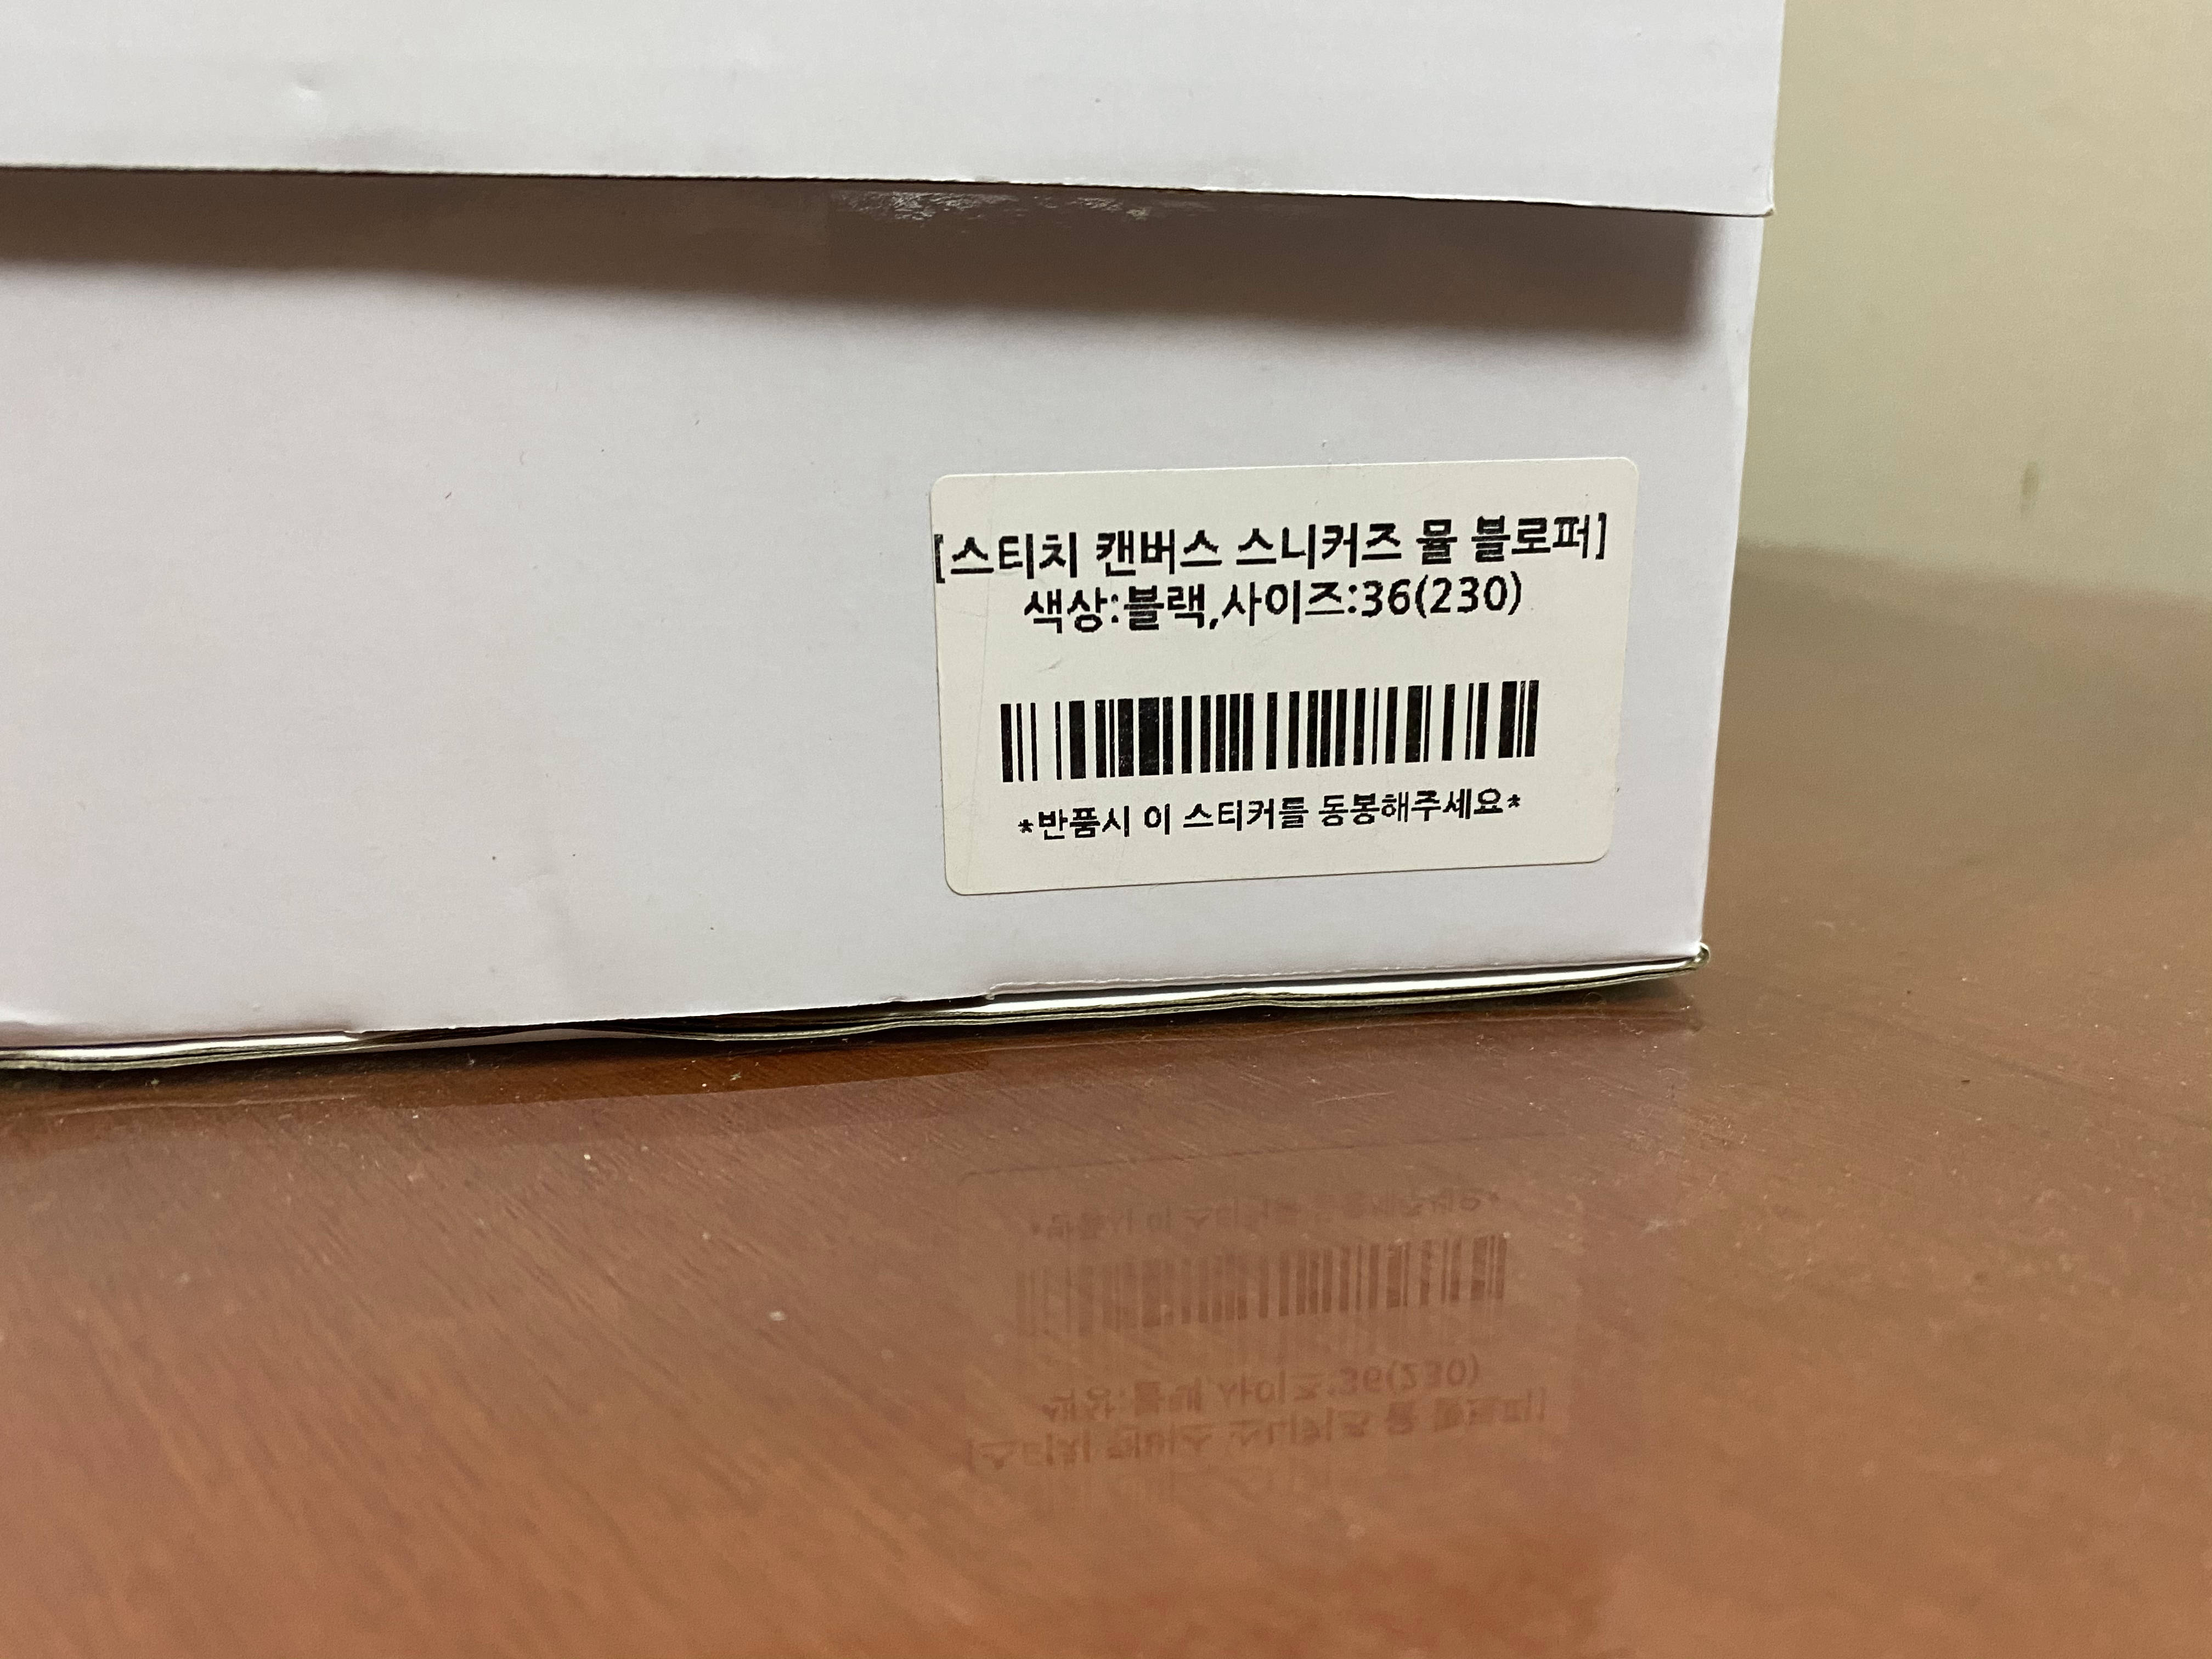 [스티치 캔버스 스니커즈 뮬 블로퍼]
색상:블랙,사이즈:36(230)
*반품시 이 스티커를 동봉해주세요*